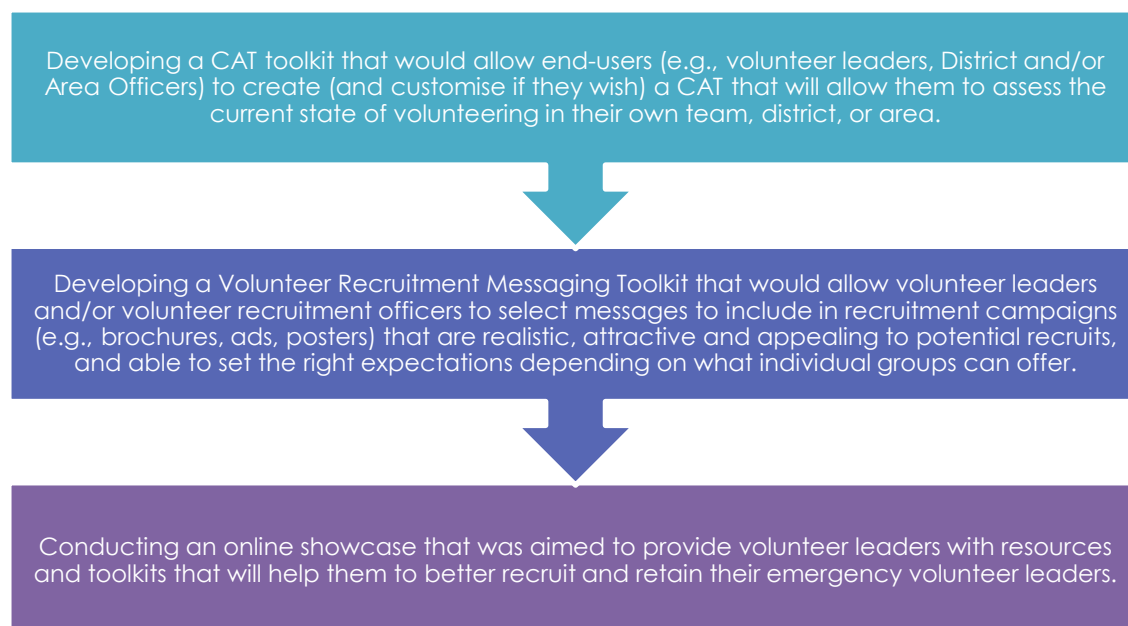 Developing a CAT toolkit that would allow end-users (e.g., volunteer leaders, District and/or
Area Officers) to create (and customise if they wish) a CAT that will allow them to assess the
current state of volunteering in their own team, district, or area.
Developing a Volunteer Recruitment Messaging Toolkit that would allow volunteer leaders
and/or volunteer recruitment officers to select messages to include in recruitment campaigns
(e.g., brochures, ads, posters) that are realistic, attractive and appealing to potential recruits,
and able to set the right expectations depending on what individual groups can offer.
Conducting an online showcase that was aimed to provide volunteer leaders with resources
and toolkits that will help them to better recruit and retain their emergency volunteer leaders.